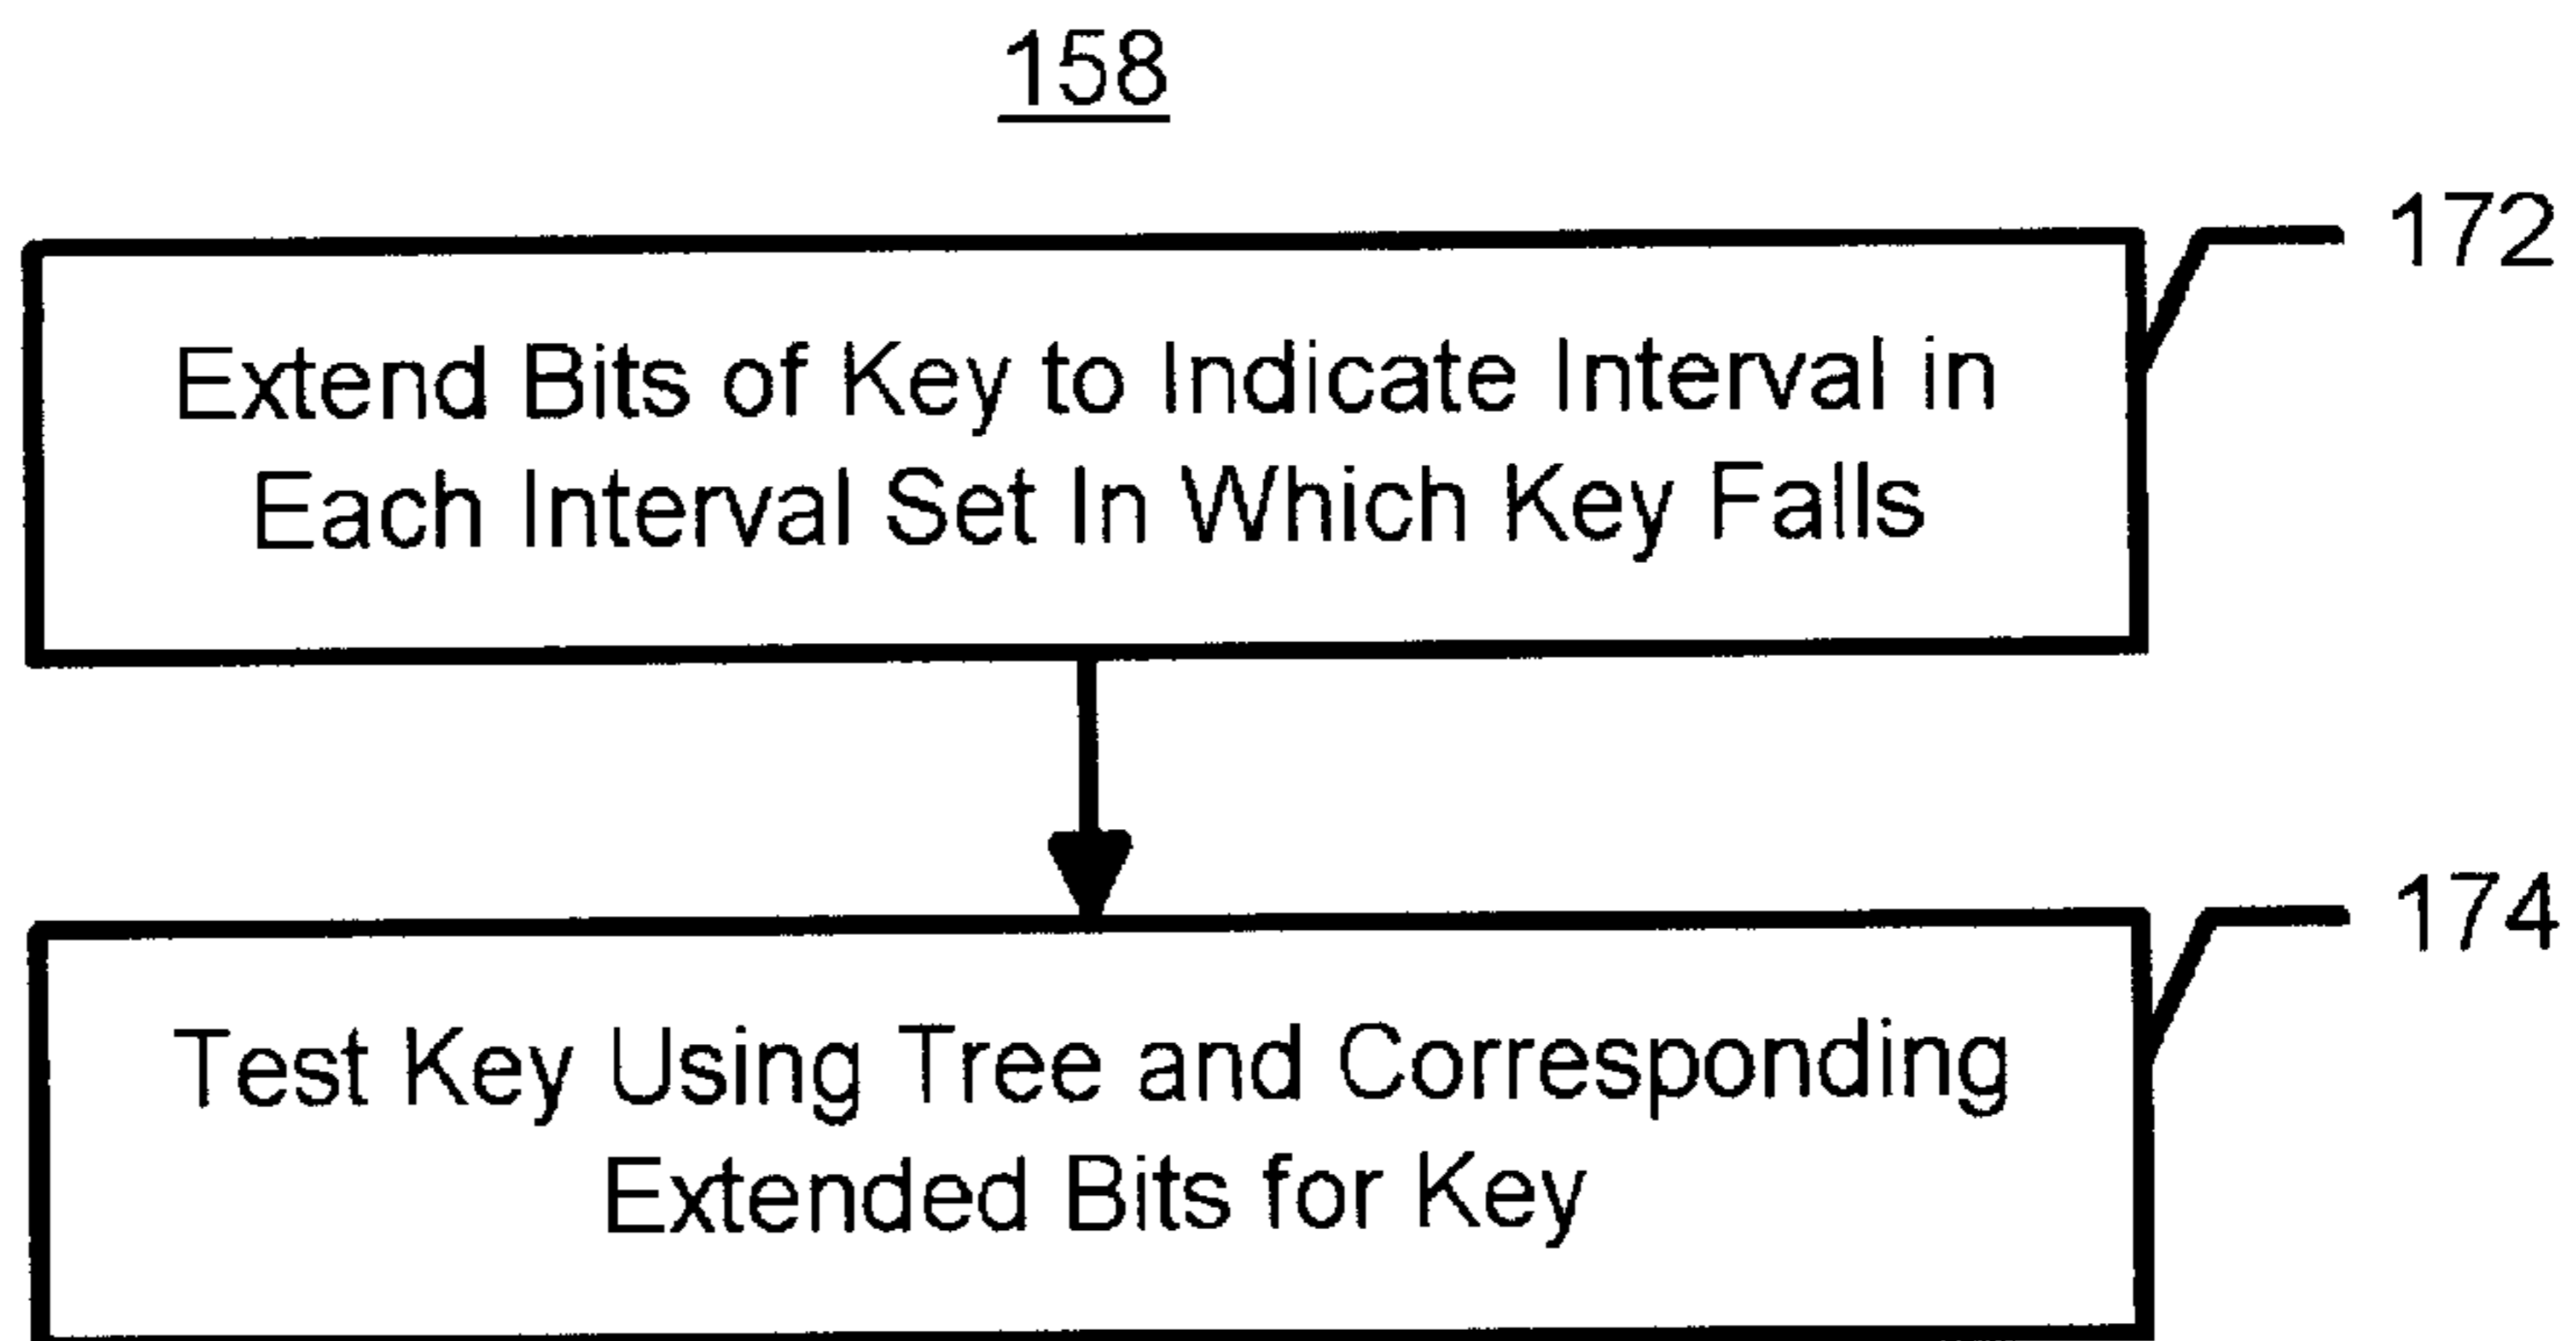 158
172
Extend Bits of Key to Indicate Interval in
Each Interval Set In Which Key Falls
174
Test Key Using Tree and Corresponding
Extended Bits for Key